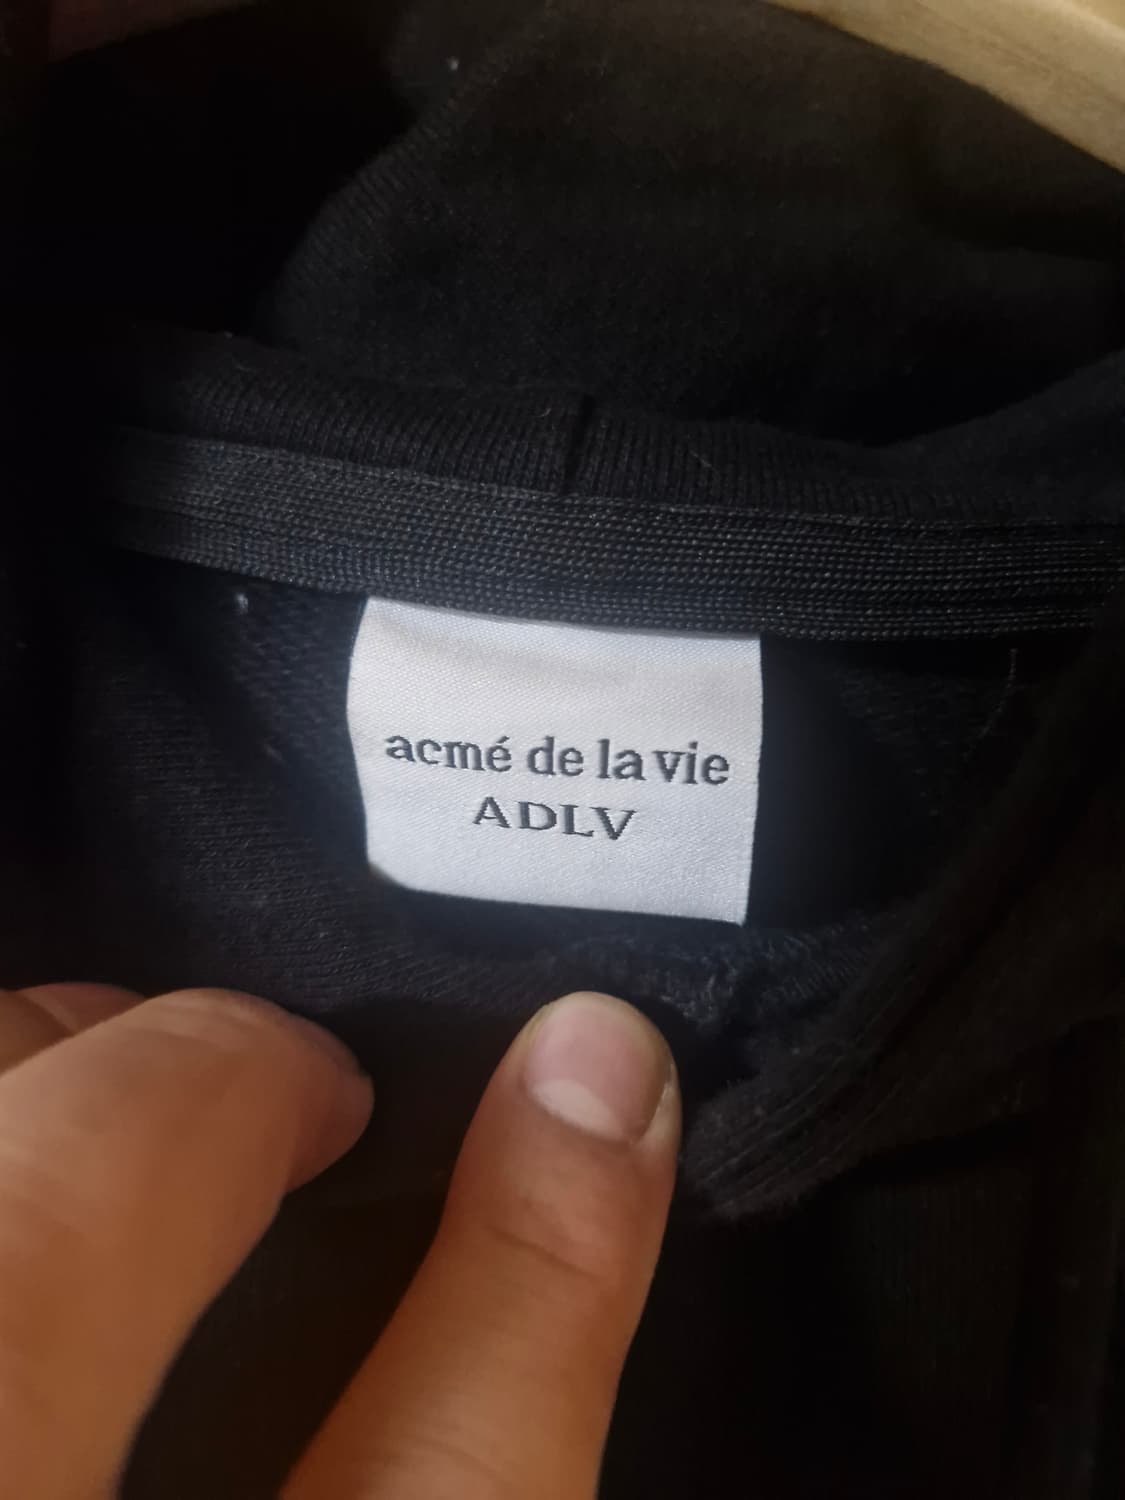 acmé de la vie
ADLV